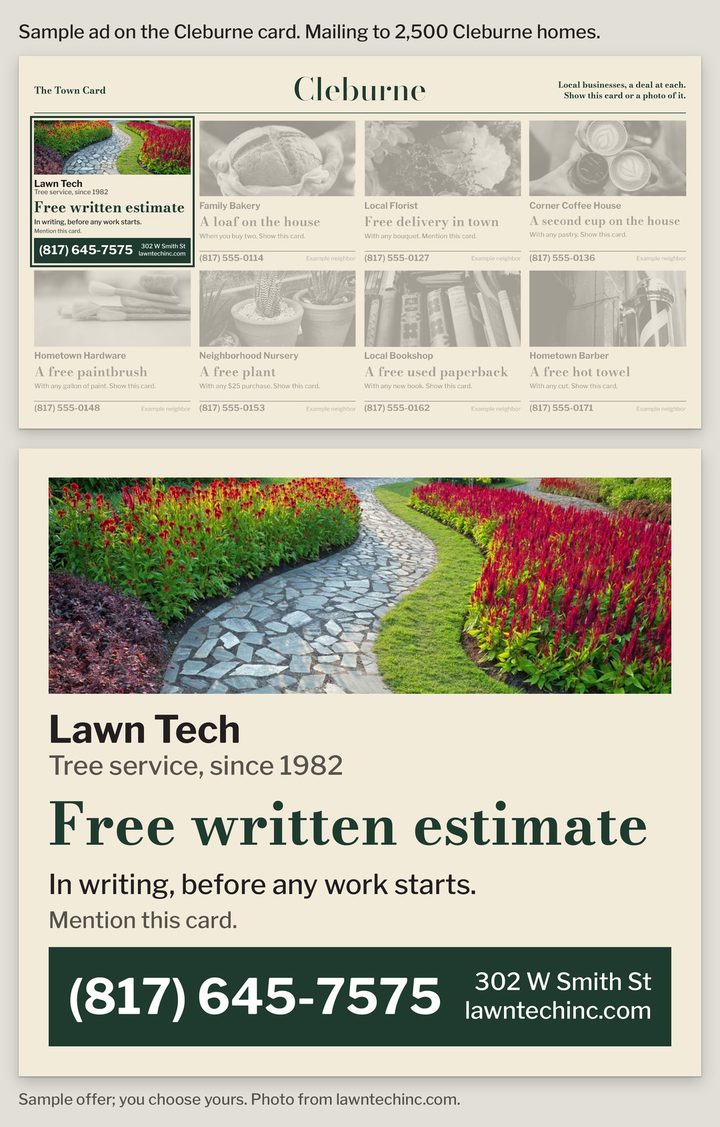 Sample ad on the Cleburne card. Mailing to 2,500 Cleburne homes.
The Town Card
Cleburne
Local businesses, a deal at each.
Show this card or a photo of it.
Lawn Tech
Tree service, since 1982
Free written estimate
In writing, before any work starts.
Mention this card.
(817) 645-7575
302 W Smith St
lawntechinc.com
Family Bakery
A loaf on the house
When you buy two. Show this card.
(817) 555-0114
Example neighbor
Local Florist
Free delivery in town
With any bouquet. Mention this card.
(817) 555-0127
Example neighbor
Corner Coffee House
A second cup on the house
With any pastry. Show this card.
(817) 555-0136
Example neighbor
Hometown Hardware
A free paintbrush
With any gallon of paint. Show this card.
(817) 555-0148
Example neighbor
Neighborhood Nursery
A free plant
With any $25 purchase. Show this card.
(817) 555-0153
Example neighbor
Local Bookshop
A free used paperback
With any new book. Show this card.
(817) 555-0162
Example neighbor
Hometown Barber
A free hot towel
With any cut. Show this card.
(817) 555-0171
Example neighbor
Lawn Tech
Tree service, since 1982
Free written estimate
In writing, before any work starts.
Mention this card.
(817) 645-7575
302 W Smith St
lawntechinc.com
Sample offer; you choose yours. Photo from lawntechinc.com.